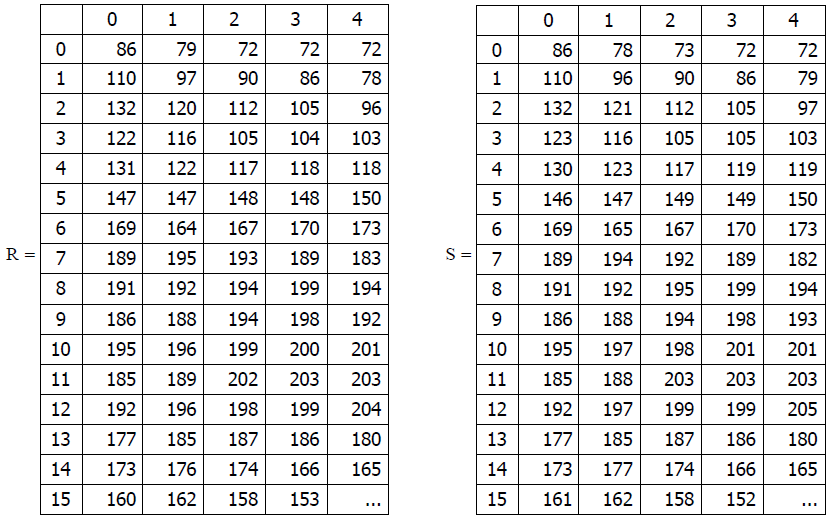 0 1 2 3 4
0 86 79 72 72 72
1 110 97 90 86 78
2 132 120 112 105 96
3 122 116 105 104 103
4 131 122 117 118 118
5 147 147 148 148 150
6 169 164 167 170 173
R = 7 189 195 193 189 183
8 191 192 194 199 194
9 186 188 194 198 192
10 195 196 199 200 201
11 185 189 202 203 203
12 192 196 198 199 204
13 177 185 187 186 180
14 173 176 174 166 165
15 160 162 158 153 ...
0 1 2 3 4
0 86 78 73 72 72
1 110 96 90 86 79
2 132 121 112 105 97
3 123 116 105 105 103
4 130 123 117 119 119
5 146 147 149 149 150
6 169 165 167 170 173
S = 7 189 194 192 189 182
8 191 192 195 199 194
9 186 188 194 198 193
10 195 197 198 201 201
11 185 188 203 203 203
12 192 197 199 199 205
13 177 185 187 186 180
14 173 177 174 166 165
15 161 162 158 152 ...